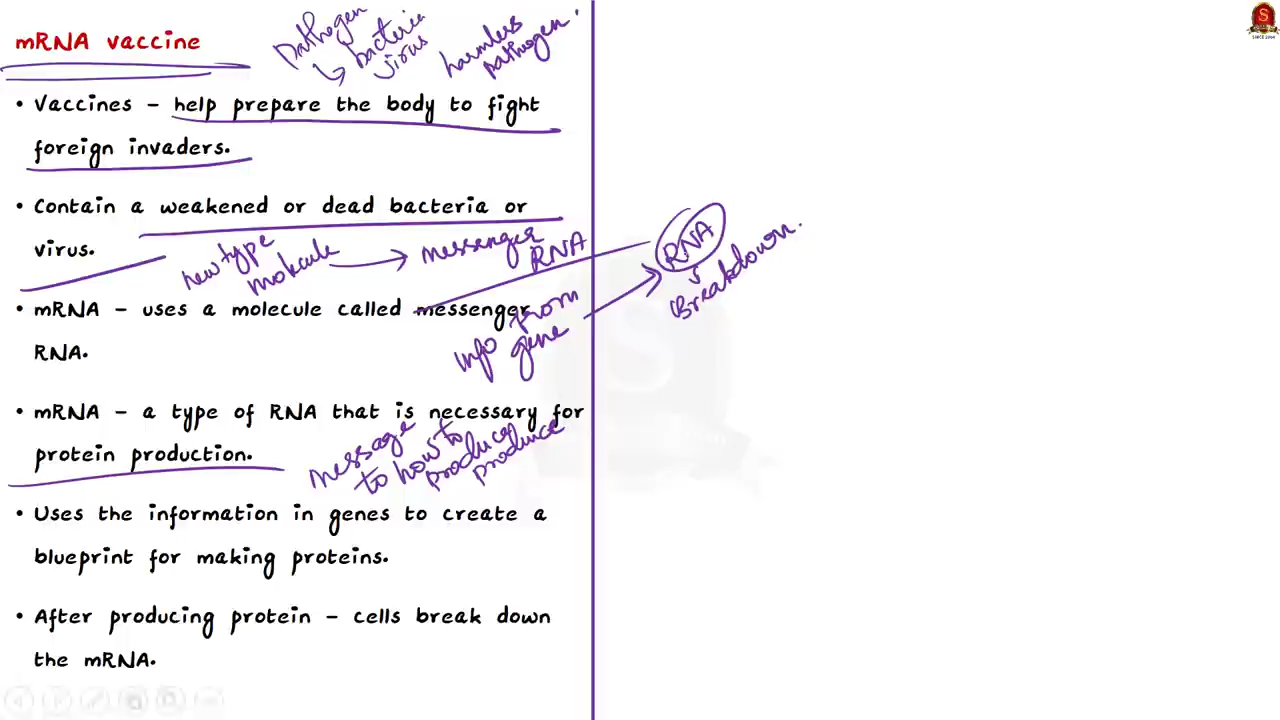 mRNA vaccine
Pathogen
bacteria
virus
harmless
pathogen.
• Vaccines – help prepare the body to fight
foreign invaders.
• Contain a weakened or dead bacteria or
virus.
new type
molecule
messenger
RNA
RNA
Breakdown.
• mRNA – uses a molecule called messenger
RNA.
info from
gene
• mRNA – a type of RNA that is necessary for
protein production.
message
to how to
produce
produce
• Uses the information in genes to create a
blueprint for making proteins.
• After producing protein – cells break down
the mRNA.
S